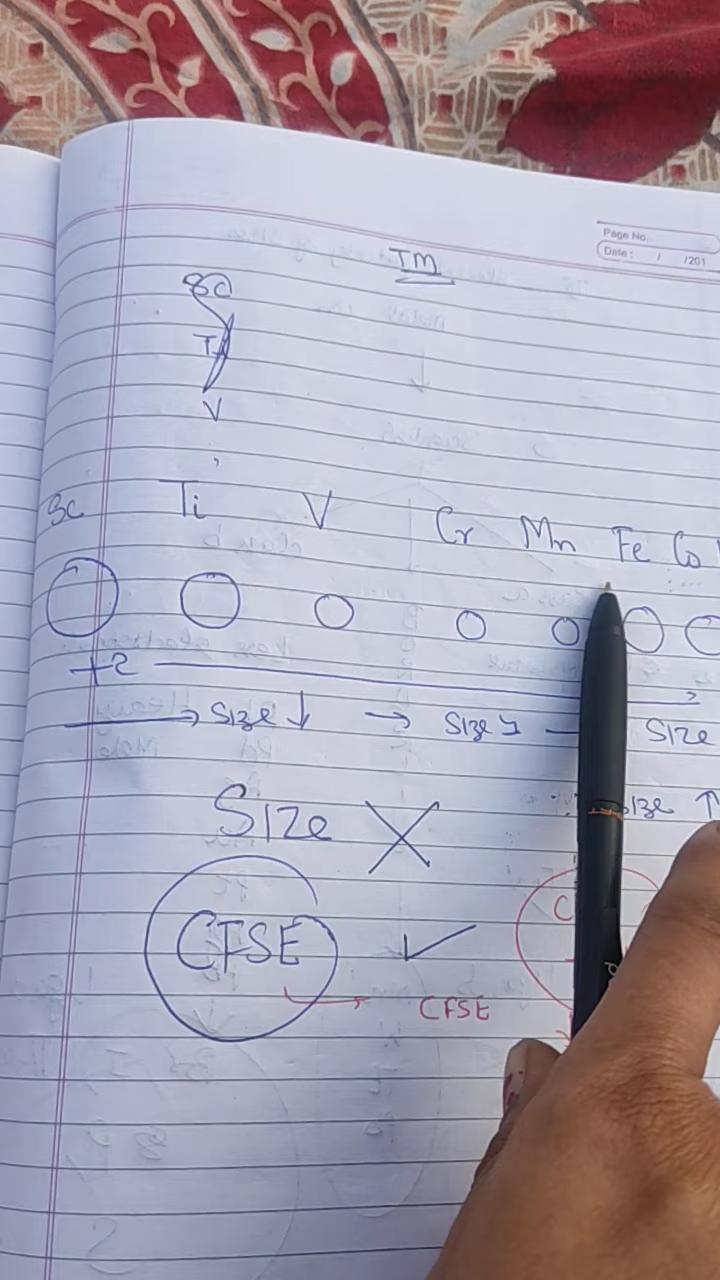 Page No.
Date: / /201
TM
Sc
Ti
V
Sc Ti V Cr Mn Fe Co
+2
→ Size ↓ → Size ↓ Size
Size X Size ↑
CFSE ✓
CFSE